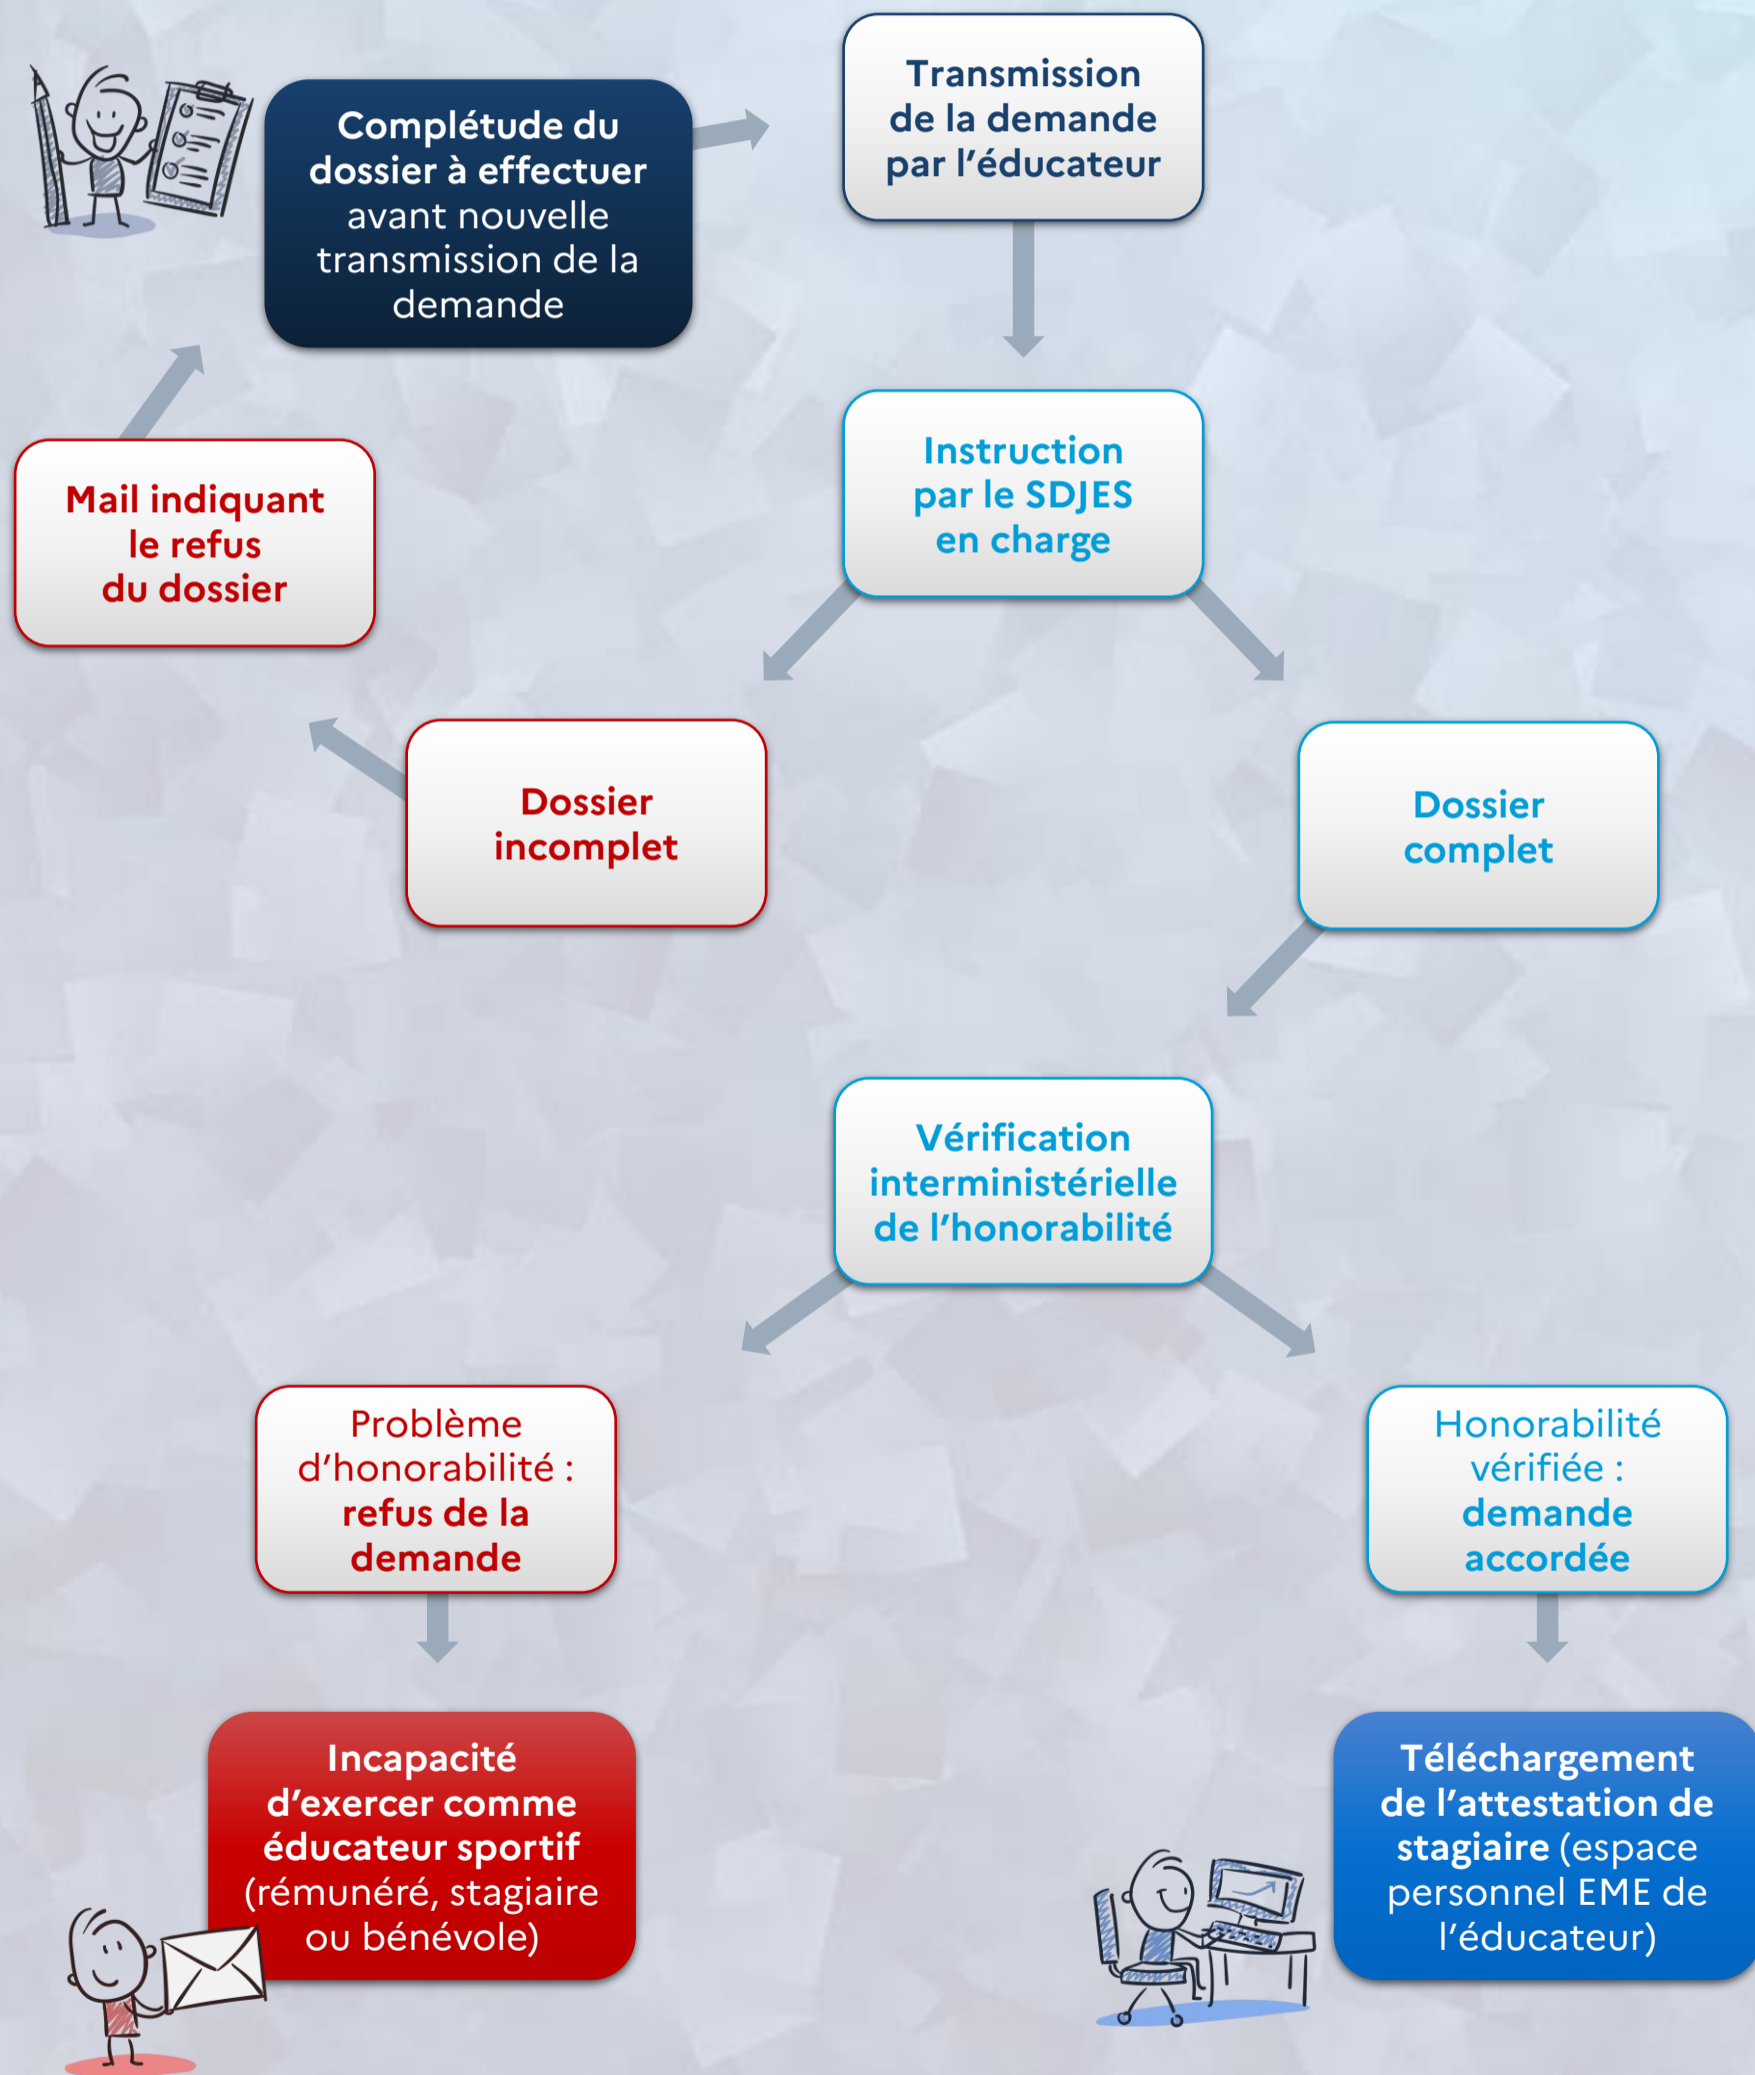 Transmission
de la demande
par l'éducateur
Complétude du
dossier à effectuer
avant nouvelle
transmission de la
demande
Instruction
par le SDJES
en charge
Mail indiquant
le refus
du dossier
Dossier
incomplet
Dossier
complet
Vérification
interministérielle
de l'honorabilité
Problème
d'honorabilité :
refus de la
demande
Honorabilité
vérifiée :
demande
accordée
Incapacité
d'exercer comme
éducateur sportif
(rémunéré, stagiaire
ou bénévole)
Téléchargement
de l'attestation de
stagiaire (espace
personnel EME de
l'éducateur)